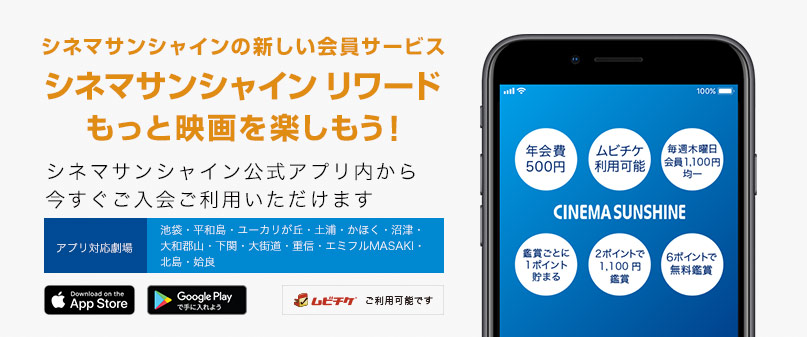 シネマサンシャインの新しい会員サービス
シネマサンシャイン リワード
もっと映画を楽しもう！
シネマサンシャイン公式アプリ内から
今すぐご入会ご利用いただけます
アプリ対応劇場
池袋・平和島・ユーカリが丘・土浦・かほく・沼津・
大和郡山・下関・大街道・重信・エミフルMASAKI・
北島・姶良
Download on the
App Store
Google Play
で手に入れよう
ムビチケ ご利用可能です
100%
年会費
500円
ムビチケ
利用可能
毎週木曜日
会員1,100円
均一
CINEMA SUNSHINE
鑑賞ごとに
1ポイント
貯まる
2ポイントで
1,100 円
鑑賞
6ポイントで
無料鑑賞